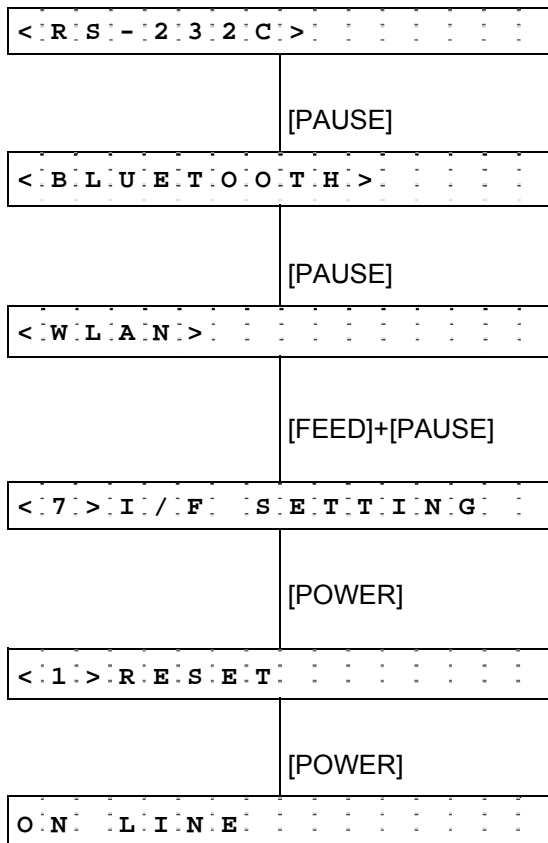 <RS-232C>
[PAUSE]
<BLUETOOTH>
[PAUSE]
<WLAN>
[FEED]+[PAUSE]
<7>I/F SETTING
[POWER]
<1>RESET
[POWER]
ON LINE